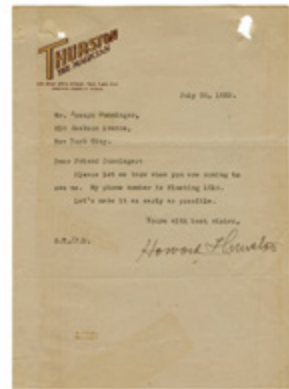 THURSTON
THE MAGICIAN
July 20, 1922.
Mr. Joseph Dunninger,
Jackson Avenue,
New York City.
Dear Friend Dunninger:
Please let me know when you are coming to
see me. My phone number is Flushing
Let's make it as early as possible.
Yours with best wishes,
Howard Thurston